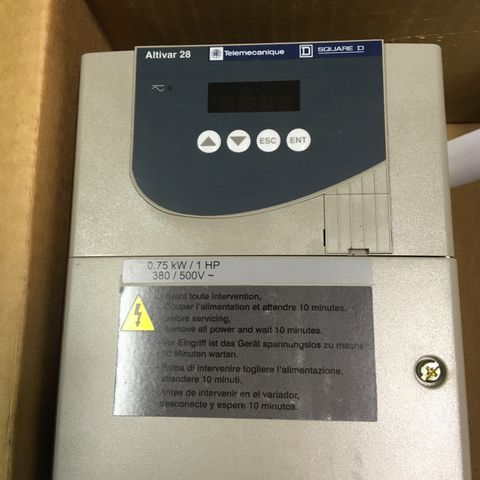 Altivar 28 Telemecanique SQUARE D
ESC ENT
0.75 kW / 1 HP
380 / 500V ~
Avant toute intervention,
Couper l'alimentation et attendre 10 minutes.
Before servicing,
Remove all power and wait 10 minutes.
Vor Eingriff ist das Gerät spannungslos zu machen
10 Minuten warten.
Prima di intervenire togliere l'alimentazione,
attendere 10 minuti.
Antes de intervenir en el variador,
desconecte y espere 10 minutos.